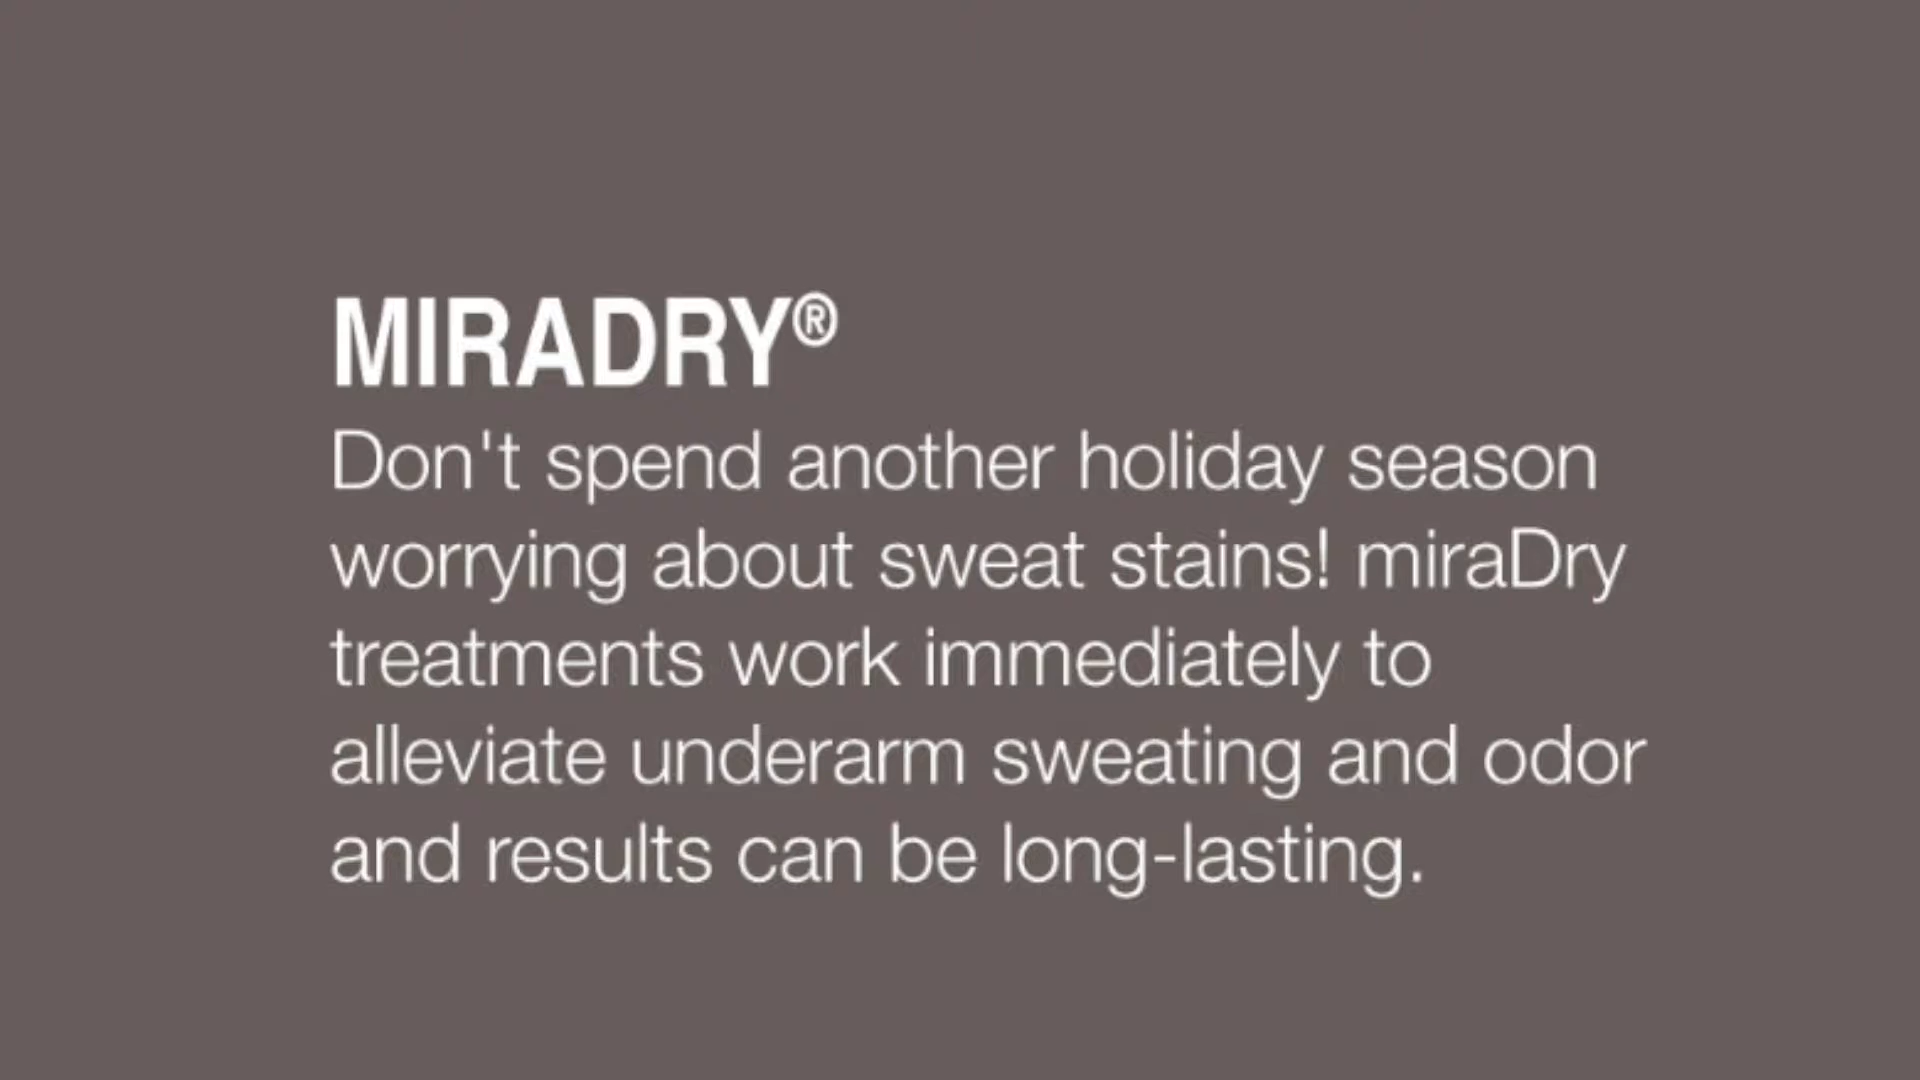 MIRADRY®
Don't spend another holiday season
worrying about sweat stains! miraDry
treatments work immediately to
alleviate underarm sweating and odor
and results can be long-lasting.